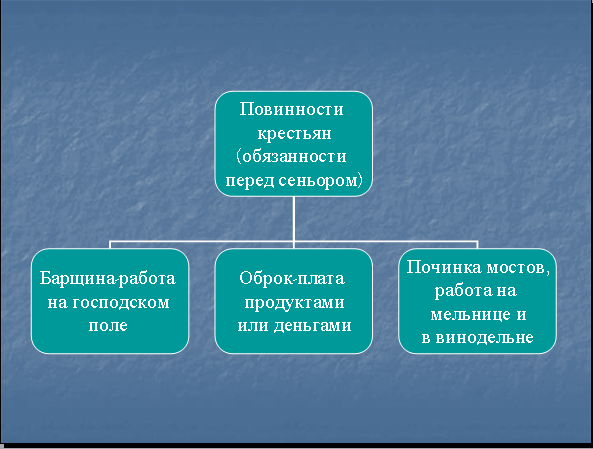 Повинности
крестьян
(обязанности
перед сеньором)
Барщина-работа
на господском
поле
Оброк-плата
продуктами
или деньгами
Починка мостов,
работа на
мельнице и
в винодельне